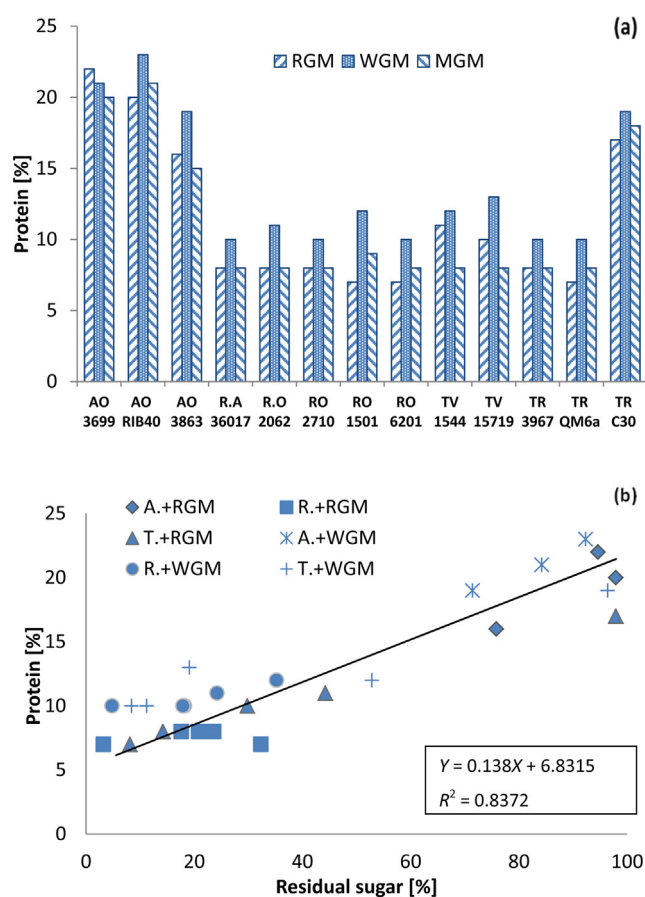 (a)
25
20
15
10
5
0
Protein [%]
RGM WGM MGM
AO AO AO R.A R.O RO RO RO TV TV TR TR TR
3699 RIB40 3863 36017 2062 2710 1501 6201 1544 15719 3967 QM6a C30
(b)
25
20
15
10
5
0
Protein [%]
A.+RGM R.+RGM
T.+RGM A.+WGM
R.+WGM T.+WGM
Y = 0.138X + 6.8315
R² = 0.8372
0 20 40 60 80 100
Residual sugar [%]